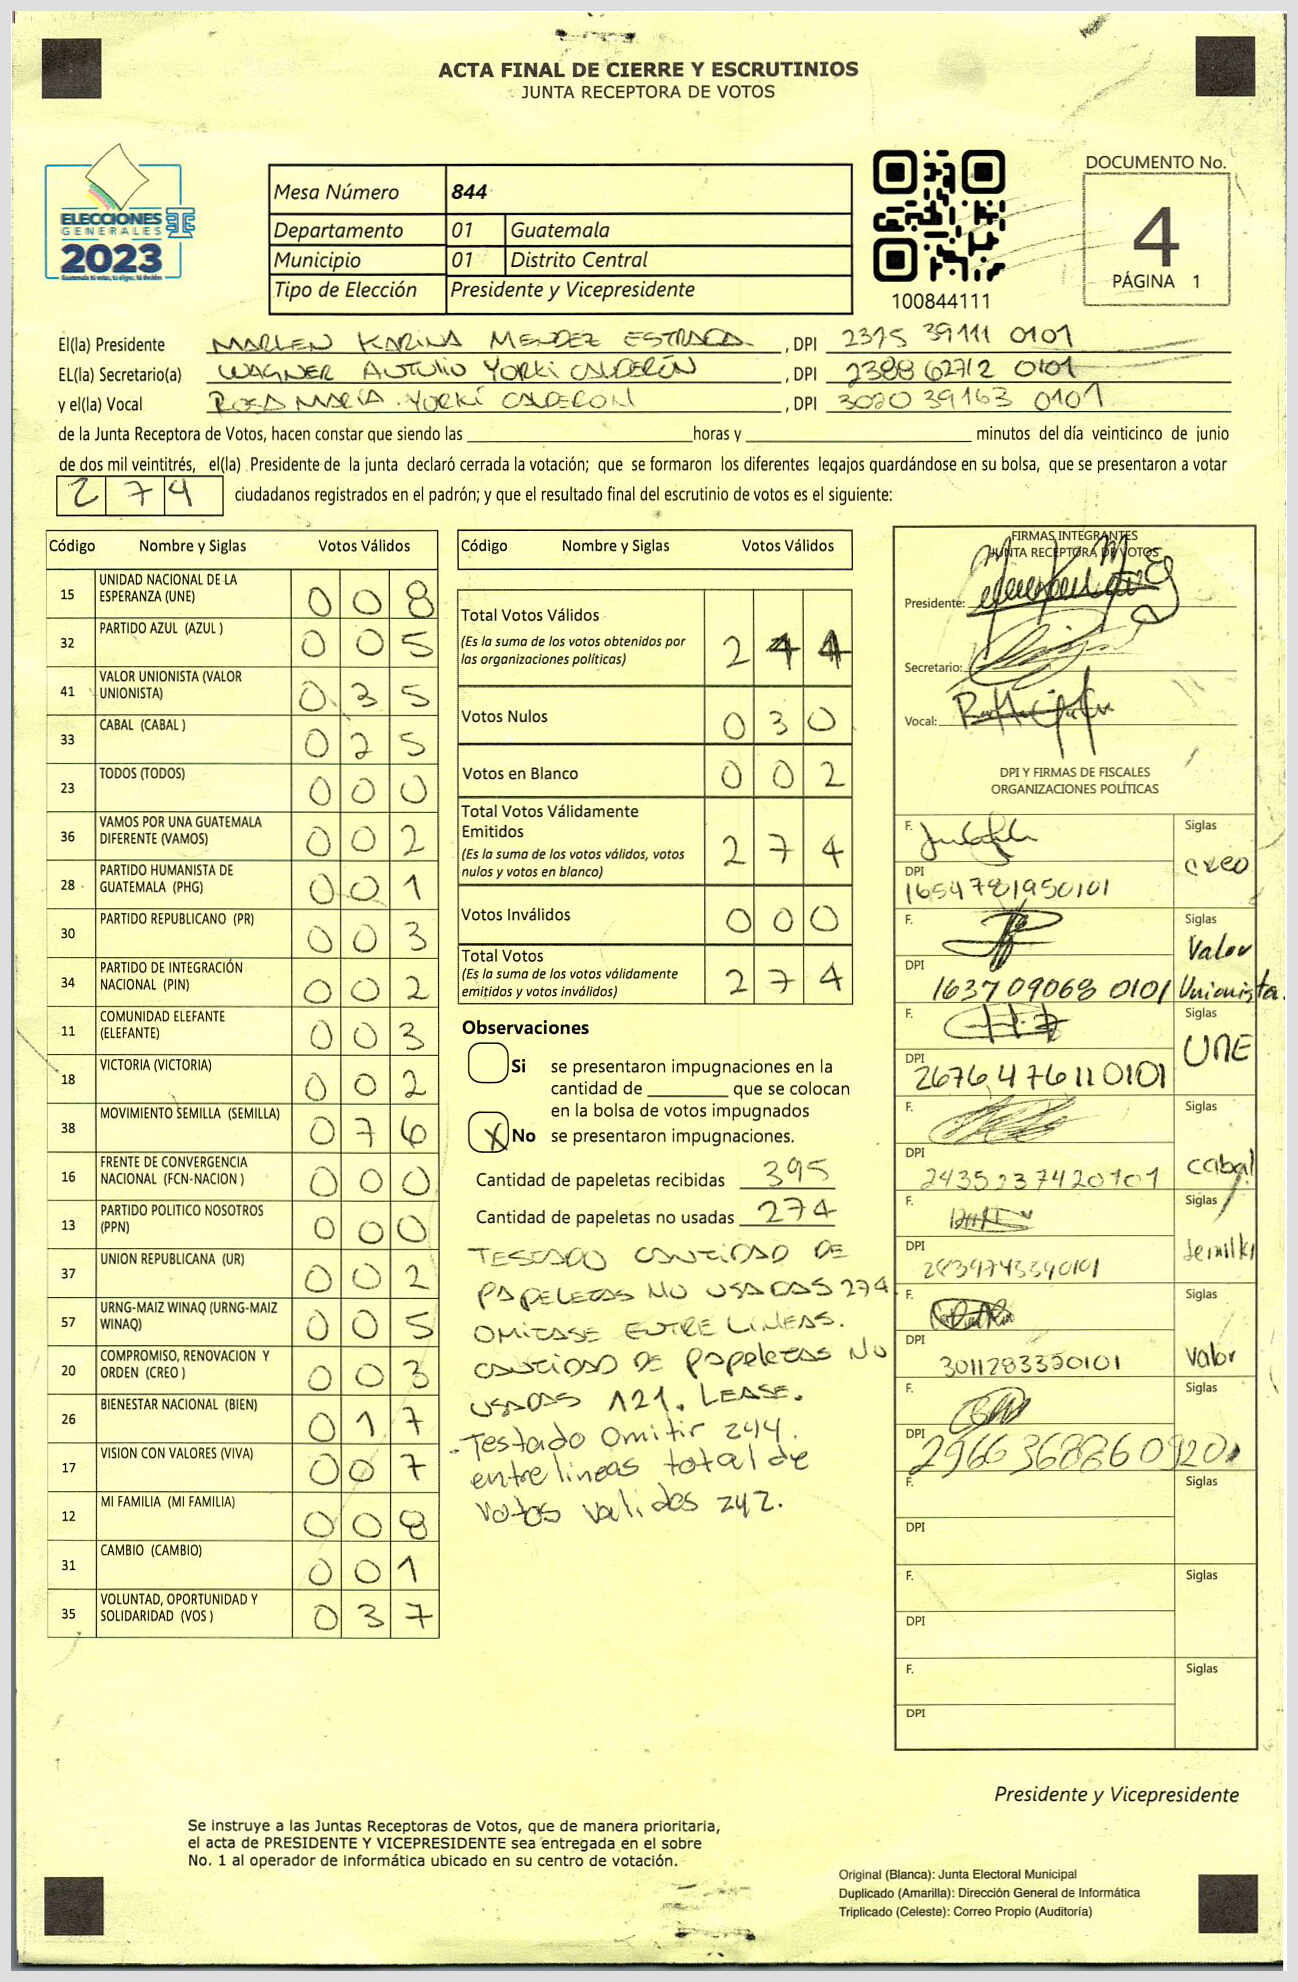 ACTA FINAL DE CIERRE Y ESCRUTINIOS
JUNTA RECEPTORA DE VOTOS
ELECCIONES
GENERALES
2023
Mesa Número 844
Departamento 01 Guatemala
Municipio 01 Distrito Central
Tipo de Elección Presidente y Vicepresidente
100844111
DOCUMENTO No.
4
PÁGINA 1
El(la) Presidente MARLEN KARINA MENDEZ ESTRADA , DPI 2375 39111 0101
EL(la) Secretario(a) WAGNER ANTULIO YORKI CALDERÓN , DPI 2388 62712 0101
y el(la) Vocal ROSA MARÍA YORKÍ CALDERON , DPI 3020 39163 0101
de la Junta Receptora de Votos, hacen constar que siendo las ____ horas y ____ minutos del día veinticinco de junio
de dos mil veintitrés, el(la) Presidente de la junta declaró cerrada la votación; que se formaron los diferentes legajos guardándose en su bolsa, que se presentaron a votar
274 ciudadanos registrados en el padrón; y que el resultado final del escrutinio de votos es el siguiente:
Código Nombre y Siglas Votos Válidos
15 UNIDAD NACIONAL DE LA ESPERANZA (UNE) 0 0 8
32 PARTIDO AZUL (AZUL ) 0 0 5
41 VALOR UNIONISTA (VALOR UNIONISTA) 0 3 5
33 CABAL (CABAL ) 0 2 5
23 TODOS (TODOS) 0 0 0
36 VAMOS POR UNA GUATEMALA DIFERENTE (VAMOS) 0 0 2
28 PARTIDO HUMANISTA DE GUATEMALA (PHG) 0 0 1
30 PARTIDO REPUBLICANO (PR) 0 0 3
34 PARTIDO DE INTEGRACIÓN NACIONAL (PIN) 0 0 2
11 COMUNIDAD ELEFANTE (ELEFANTE) 0 0 3
18 VICTORIA (VICTORIA) 0 0 2
38 MOVIMIENTO SEMILLA (SEMILLA) 0 7 6
16 FRENTE DE CONVERGENCIA NACIONAL (FCN-NACION ) 0 0 0
13 PARTIDO POLITICO NOSOTROS (PPN) 0 0 0
37 UNION REPUBLICANA (UR) 0 0 2
57 URNG-MAIZ WINAQ (URNG-MAIZ WINAQ) 0 0 5
20 COMPROMISO, RENOVACION Y ORDEN (CREO ) 0 0 3
26 BIENESTAR NACIONAL (BIEN) 0 1 7
17 VISION CON VALORES (VIVA) 0 0 7
12 MI FAMILIA (MI FAMILIA) 0 0 8
31 CAMBIO (CAMBIO) 0 0 1
35 VOLUNTAD, OPORTUNIDAD Y SOLIDARIDAD (VOS ) 0 3 7
Código Nombre y Siglas Votos Válidos
Total Votos Válidos 2 4 4
(Es la suma de los votos obtenidos por
las organizaciones políticas)
Votos Nulos 0 3 0
Votos en Blanco 0 0 2
Total Votos Válidamente
Emitidos 2 7 4
(Es la suma de los votos válidos, votos
nulos y votos en blanco)
Votos Inválidos 0 0 0
Total Votos 2 7 4
(Es la suma de los votos válidamente
emitidos y votos inválidos)
Observaciones
Si se presentaron impugnaciones en la
cantidad de ____ que se colocan
en la bolsa de votos impugnados
X No se presentaron impugnaciones.
Cantidad de papeletas recibidas 395
Cantidad de papeletas no usadas 274
TESTADO CANTIDAD DE
PAPELETAS NO USADAS 274
OMITASE ENTRE LINEAS.
CANTIDAD DE PAPELETAS NO
USADAS 121. LEASE.
-Testado omitir 244.
entre lineas total de
votos validos 242.
FIRMAS INTEGRANTES
JUNTA RECEPTORA DE VOTOS
Presidente:
Secretario:
Vocal:
DPI Y FIRMAS DE FISCALES
ORGANIZACIONES POLÍTICAS
F. Siglas creo
DPI 1654781950101
F. Siglas Valor Unionista.
DPI 1637 09068 0101
F. Siglas UNE
DPI 2676 476110101
F. Siglas cabal
DPI 2435237420101
F. Siglas Semilla
DPI 2839743340101
F. Siglas Valor
DPI 3011283350101
F. Siglas
DPI 2966368860920
F. Siglas
DPI
F. Siglas
DPI
F. Siglas
DPI
Presidente y Vicepresidente
Se instruye a las Juntas Receptoras de Votos, que de manera prioritaria,
el acta de PRESIDENTE Y VICEPRESIDENTE sea entregada en el sobre
No. 1 al operador de informática ubicado en su centro de votación.
Original (Blanca): Junta Electoral Municipal
Duplicado (Amarilla): Dirección General de Informática
Triplicado (Celeste): Correo Propio (Auditoría)